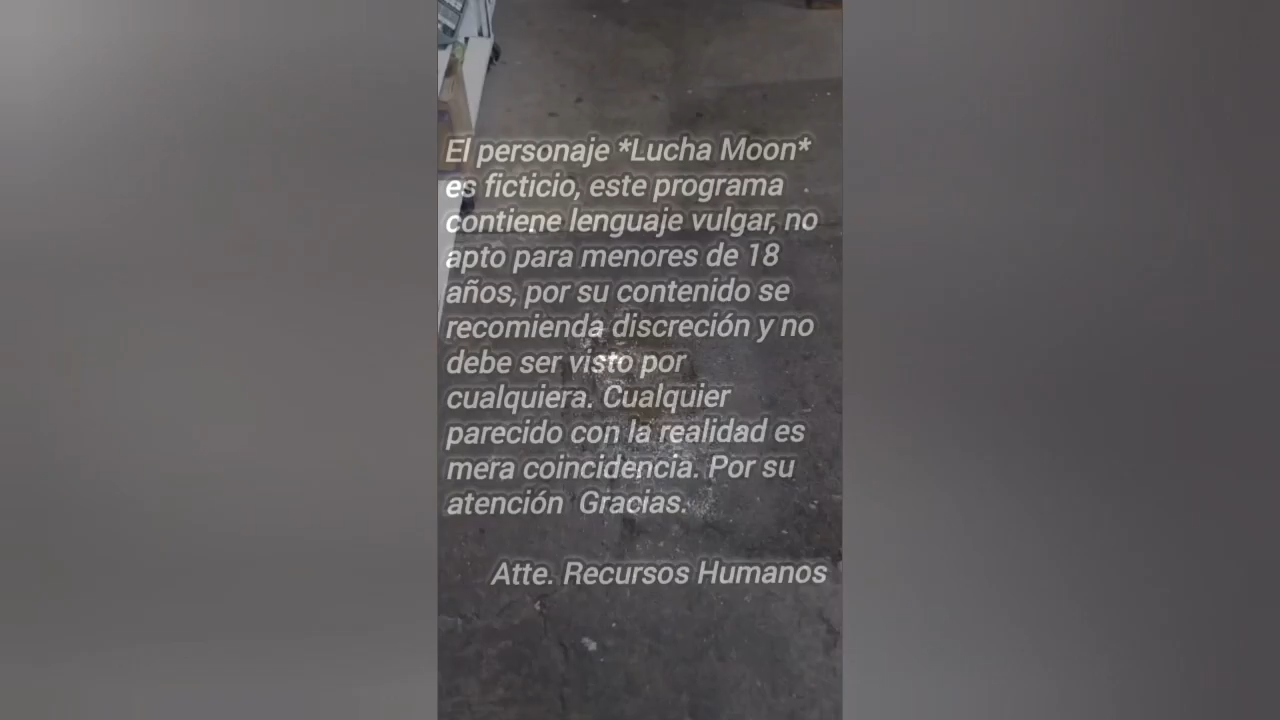 El personaje *Lucha Moon*
es ficticio, este programa
contiene lenguaje vulgar, no
apto para menores de 18
años, por su contenido se
recomienda discreción y no
debe ser visto por
cualquiera. Cualquier
parecido con la realidad es
mera coincidencia. Por su
atención  Gracias.
Atte. Recursos Humanos